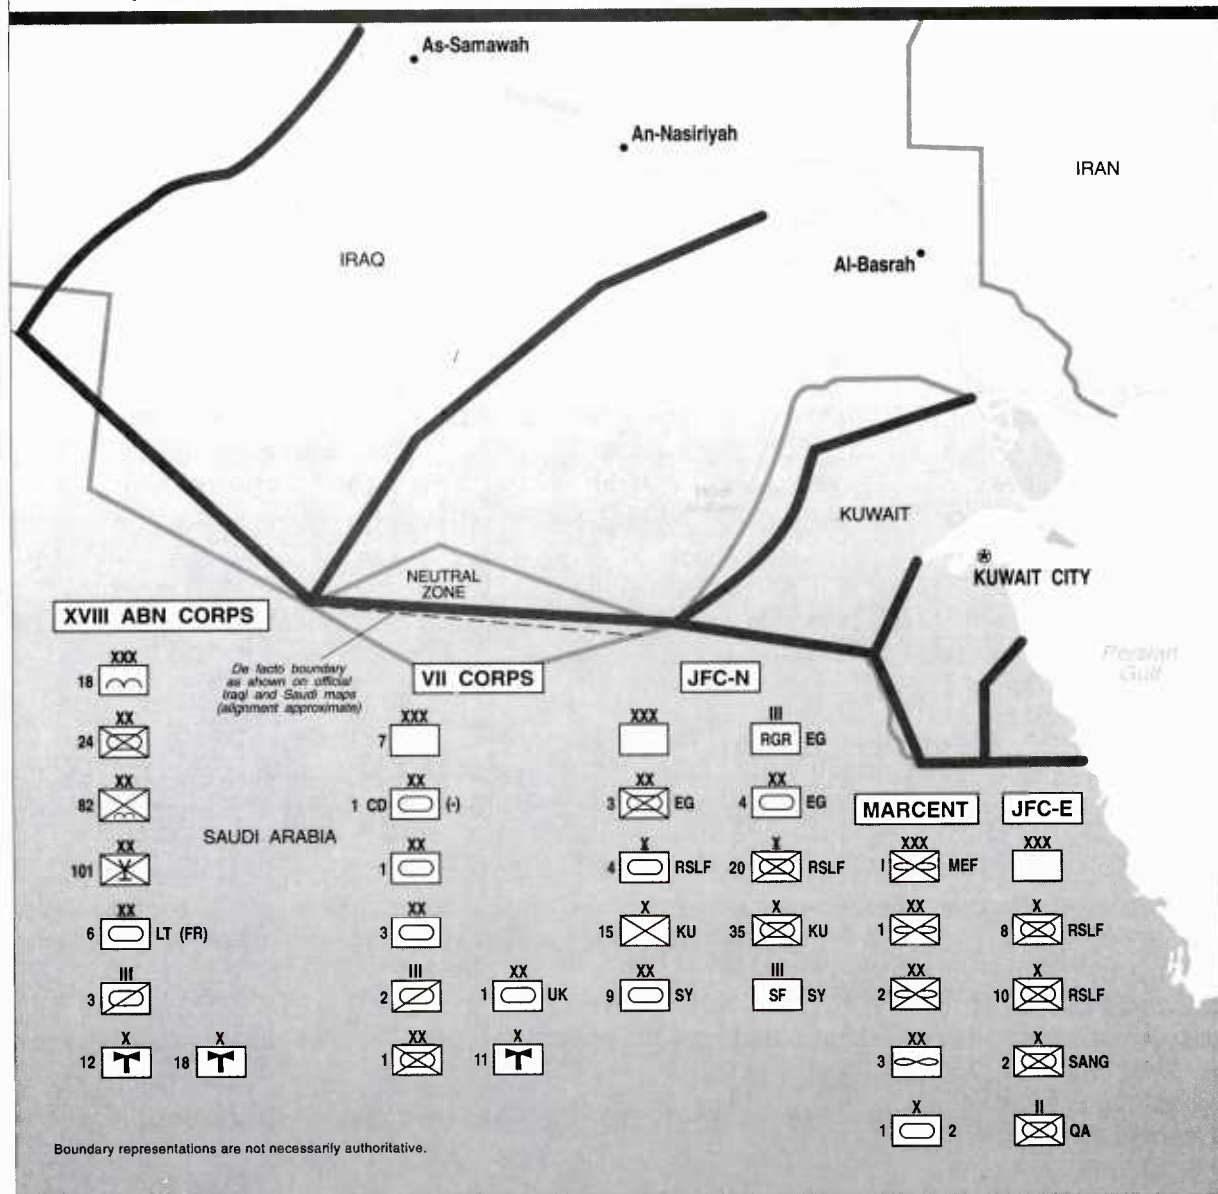 As-Samawah
An-Nasiriyah
IRAN
IRAQ
Al-Basrah
KUWAIT
KUWAIT CITY
NEUTRAL
ZONE
Persian
Gulf
De facto boundary
as shown on official
Iraqi and Saudi maps
(alignment approximate)
SAUDI ARABIA
XVIII ABN CORPS
XXX
18
XX
24
XX
82
XX
101
XX
6 LT (FR)
III
3
X
12
X
18
VII CORPS
XXX
7
XX
1 CD (-)
XX
1
XX
3
III
2
XX
1 UK
XX
1
X
11
JFC-N
XXX
III
RGR EG
XX
3 EG
XX
4 EG
X
4 RSLF
X
20 RSLF
X
15 KU
X
35 KU
XX
9 SY
III
SF SY
MARCENT
XXX
I MEF
XX
1
XX
2
XX
3
X
1 2
JFC-E
XXX
X
8 RSLF
X
10 RSLF
X
2 SANG
II
QA
Boundary representations are not necessarily authoritative.